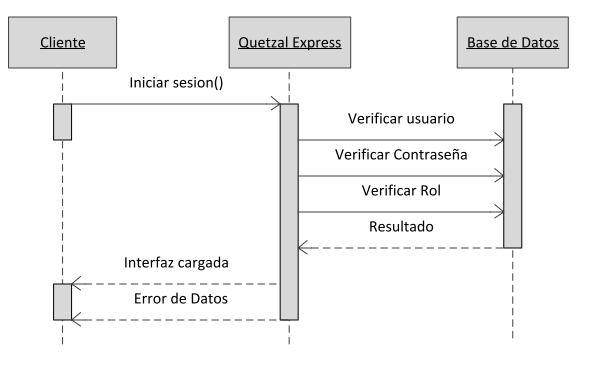 Cliente
Quetzal Express
Base de Datos
Iniciar sesion()
Verificar usuario
Verificar Contraseña
Verificar Rol
Resultado
Interfaz cargada
Error de Datos